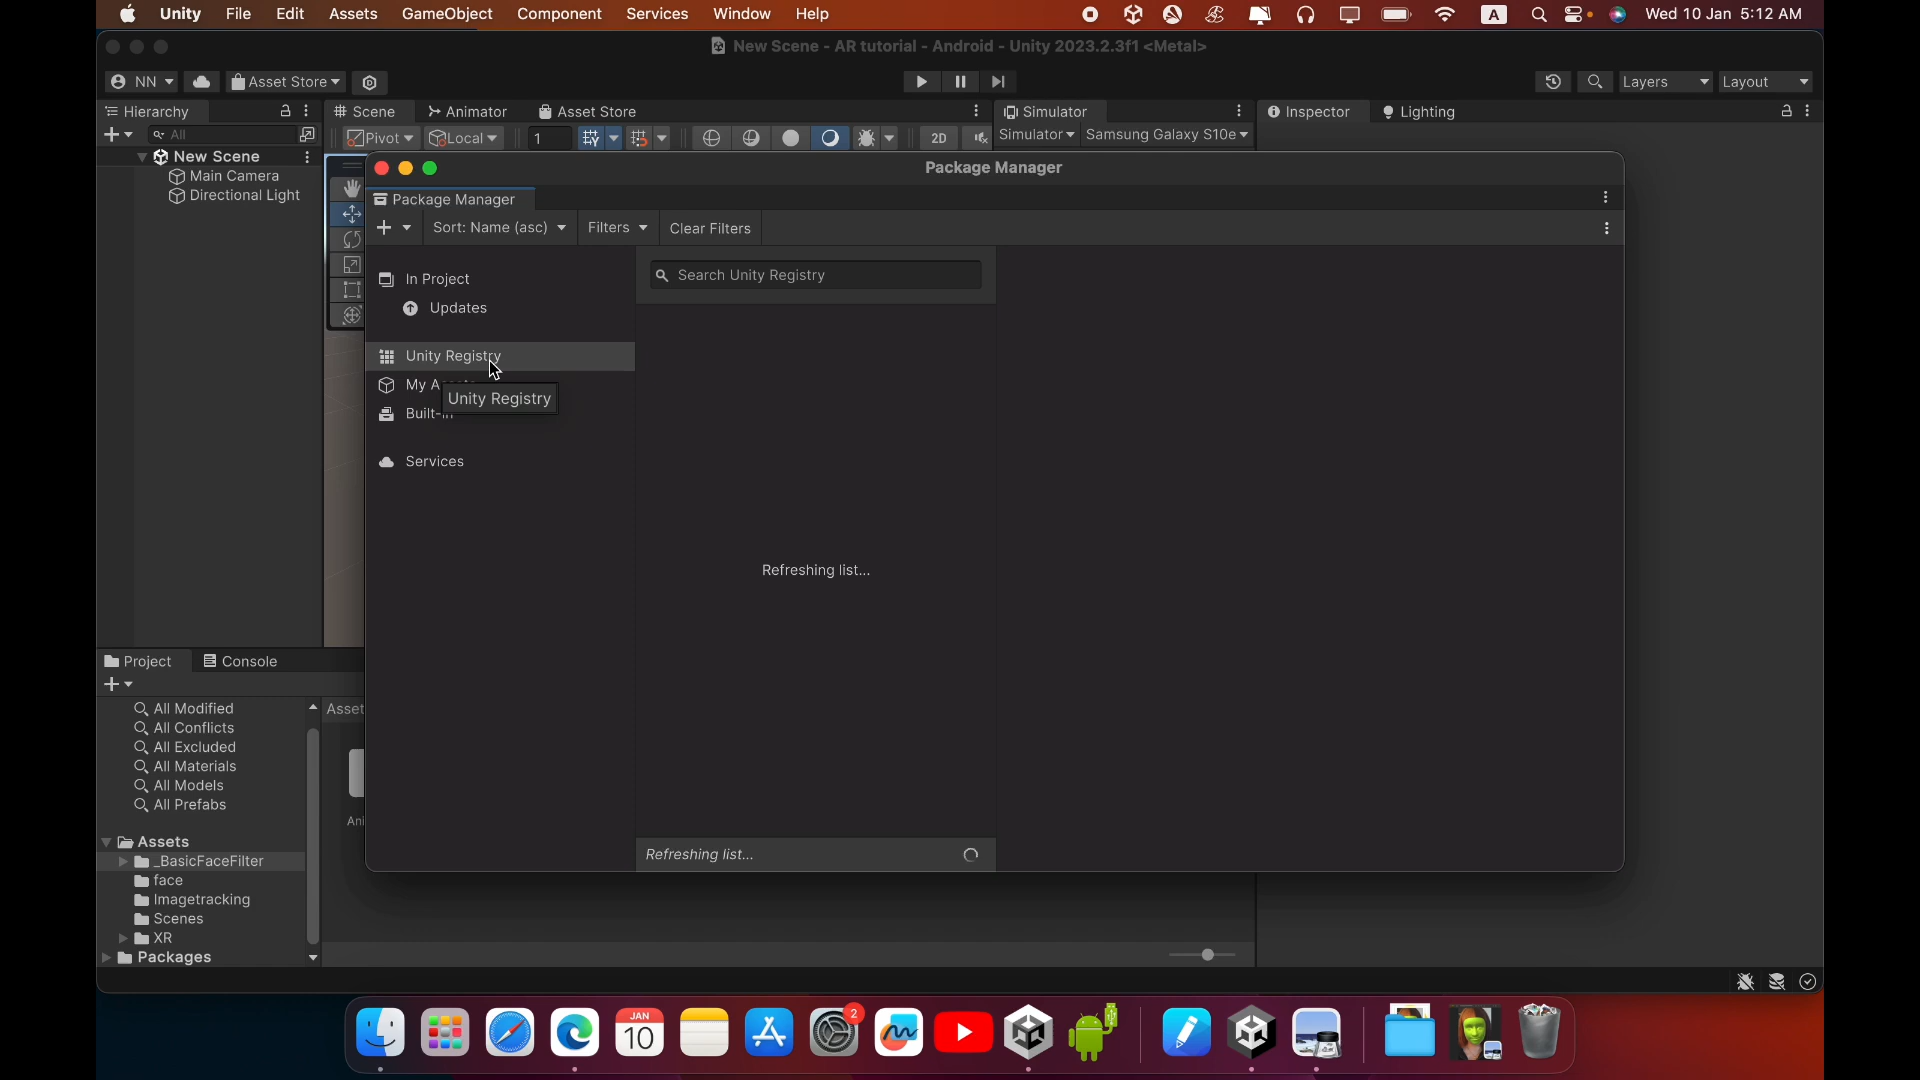 Unity File Edit Assets GameObject Component Services Window Help A Wed 10 Jan 5:12 AM
New Scene - AR tutorial - Android - Unity 2023.2.3f1 <Metal>
NN Asset Store Layers Layout
Hierarchy Scene Animator Asset Store Simulator Inspector Lighting
All Pivot Local 1 2D Simulator Samsung Galaxy S10e
New Scene
Main Camera
Directional Light
Package Manager
Package Manager
Sort: Name (asc) Filters Clear Filters
In Project
Search Unity Registry
Updates
Unity Registry
My A
Unity Registry
Built-in
Services
Refreshing list...
Refreshing list...
Project Console
All Modified
Asset
All Conflicts
All Excluded
All Materials
All Models
All Prefabs
Ani
Assets
_BasicFaceFilter
face
Imagetracking
Scenes
XR
Packages
2
JAN
10